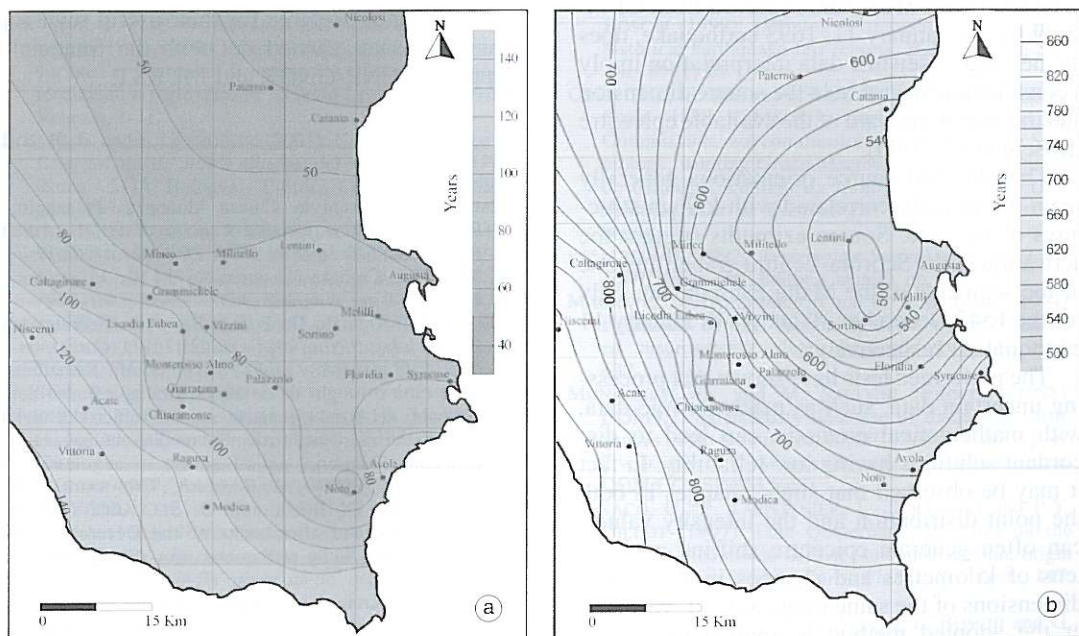 Nicolosi
N
140
50
Paternò
120
Catania
50
100
Years
80
80
Mineo
Militello
Lentini
Augusta
Caltagirone
60
100
Grammichele
Melilli
Licodia Eubea
Vizzini
Sortino
Niscemi
40
120
80
Monterosso Almo
Floridia
Syracuse
Giarratana
Palazzolo
Acate
Chiaramonte
100
Vittoria
Ragusa
Avola
80
Noto
140
Modica
15 Km
a
Nicolosi
N
860
700
600
820
Paternò
Catania
780
540
740
Years
700
600
660
Mineo
Militello
Lentini
620
Augusta
Caltagirone
800
700
Grammichele
500
580
Melilli
Licodia Eubea
Vizzini
Sortino
540
540
Niscemi
600
Monterosso Almo
500
Floridia
Syracuse
Giarratana
Palazzolo
Acate
Chiaramonte
700
Vittoria
Ragusa
Avola
800
Noto
Modica
15 Km
b